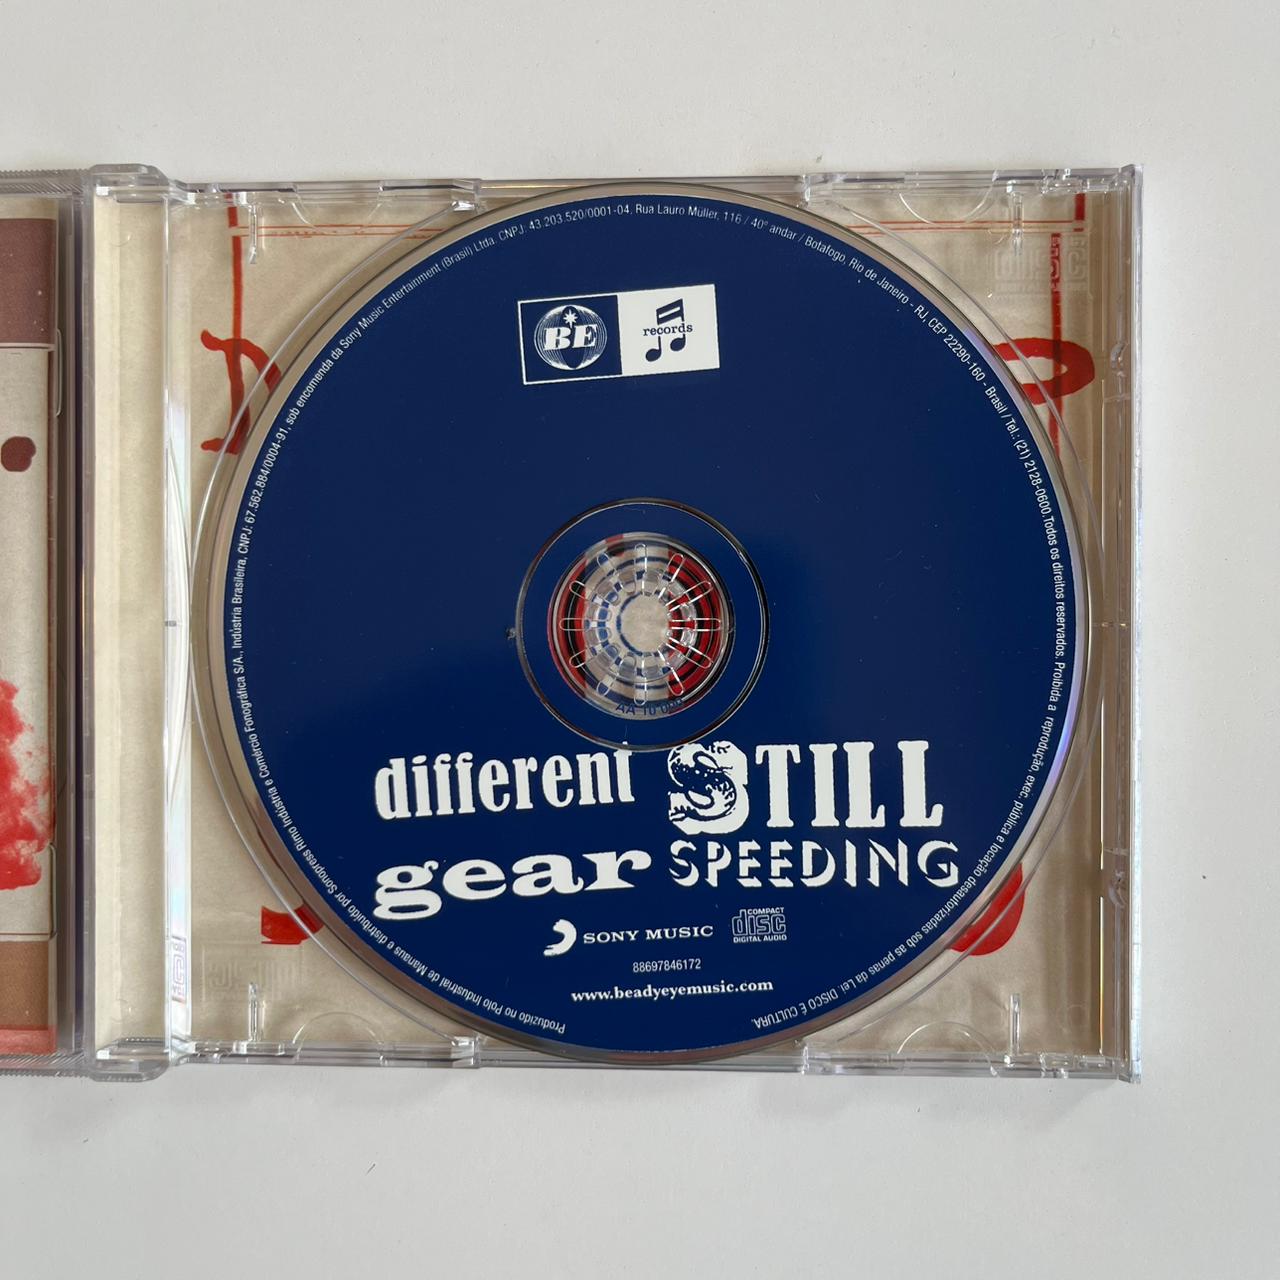 Produzido no Polo Industrial de Manaus e distribuído por Sonopress Rimo Indústria e Comércio Fonográfica S/A., Indústria Brasileira, CNPJ: 67.562.884/0004-91, sob encomenda da Sony Music Entertainment (Brasil) Ltda. CNPJ: 43.203.520/0001-04, Rua Lauro Müller, 116 / 40º andar / Botafogo, Rio de Janeiro - RJ, CEP 22290-160 - Brasil / Tel.: (21) 2128-0600. Todos os direitos reservados. Proibida a reprodução, exec. pública e locação desautorizadas sob as penas da Lei. DISCO É CULTURA.
BE records
different STILL
gear SPEEDING
SONY MUSIC COMPACT disc DIGITAL AUDIO
88697846172
www.beadyeyemusic.com